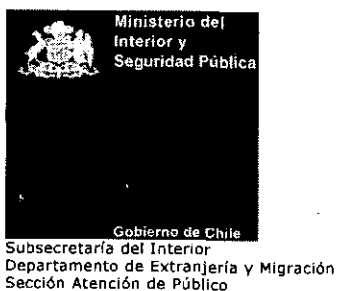 Ministerio del
Interior y
Seguridad Pública
Gobierno de Chile
Subsecretaría del Interior
Departamento de Extranjería y Migración
Sección Atención de Público